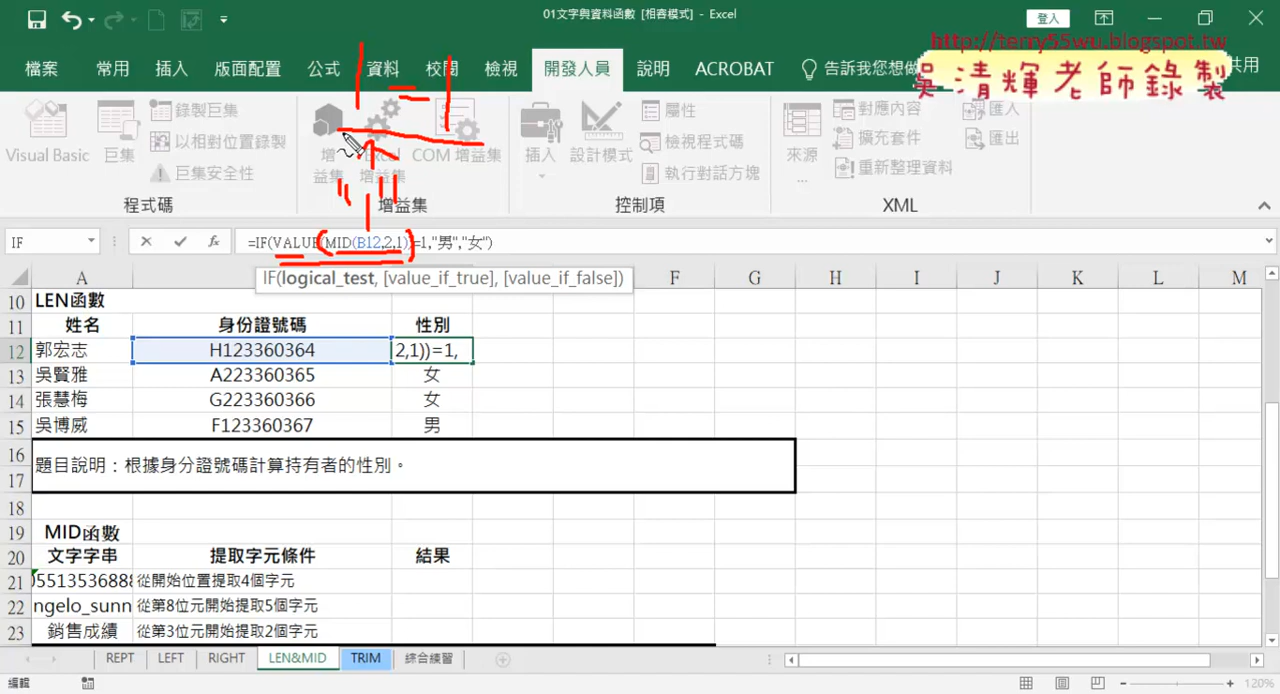 01文字與資料函數 [相容模式] - Excel
登入
http://terry55wu.blogspot.tw
吳清輝老師錄製
檔案 常用 插入 版面配置 公式 資料 校閱 檢視 開發人員 說明 ACROBAT 告訴我您想做 共用
Visual Basic 巨集 錄製巨集 以相對位置錄製 巨集安全性
程式碼
增益集 Excel 增益集 COM 增益集
增益集
插入 設計模式 屬性 檢視程式碼 執行對話方塊
控制項
來源 對應內容 擴充套件 重新整理資料 匯入 匯出
XML
IF =IF(VALUE(MID(B12,2,1))=1,"男","女")
IF(logical_test, [value_if_true], [value_if_false])
A F G H I J K L M
10 LEN函數
11 姓名 身份證號碼 性別
12 郭宏志 H123360364 2,1))=1,
13 吳賢雅 A223360365 女
14 張慧梅 G223360366 女
15 吳博威 F123360367 男
16 題目說明：根據身分證號碼計算持有者的性別。
17
18
19 MID函數
20 文字字串 提取字元條件 結果
21 0551353688 從開始位置提取4個字元
22 ngelo_sunn 從第8位元開始提取5個字元
23 銷售成績 從第3位元開始提取2個字元
REPT LEFT RIGHT LEN&MID TRIM 綜合練習
編輯 120%